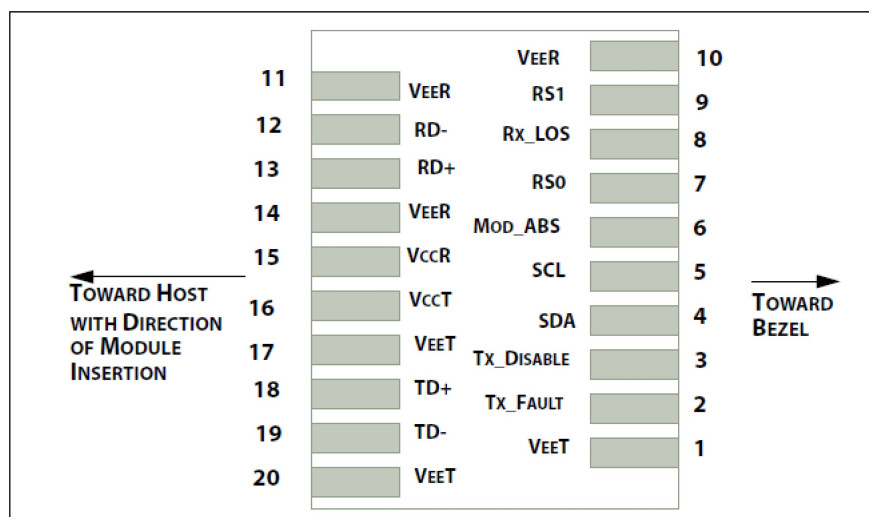 11 VEER
12 RD-
13 RD+
14 VEER
15 VCCR
16 VCCT
17 VEET
18 TD+
19 TD-
20 VEET
TOWARD HOST
WITH DIRECTION
OF MODULE
INSERTION
VEER 10
RS1 9
RX_LOS 8
RS0 7
MOD_ABS 6
SCL 5
SDA 4
TX_DISABLE 3
TX_FAULT 2
VEET 1
TOWARD
BEZEL